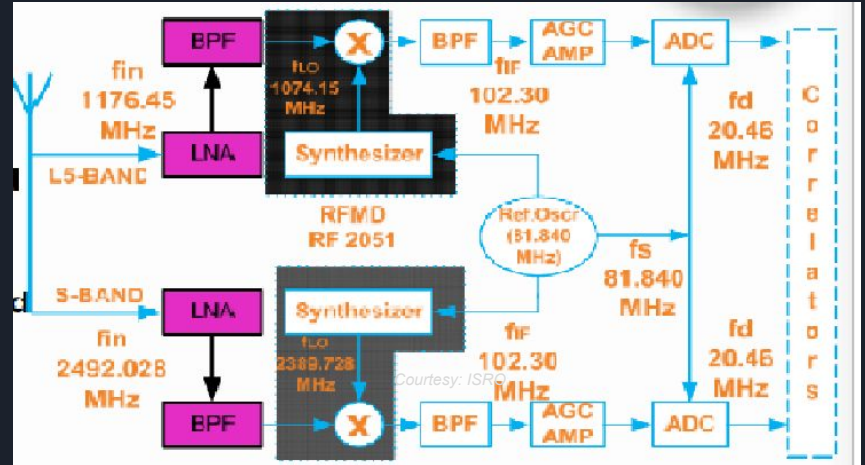 BPF
X
BPF
AGC
AMP
ADC
fin
1176.45
MHz
fLO
1074.15
MHz
fIF
102.30
MHz
fd
20.46
MHz
LNA
Synthesizer
L5-BAND
RFMD
RF 2051
Ref.Oscr
(81.840
MHz)
fs
81.840
MHz
Correlators
S-BAND
LNA
Synthesizer
fin
2492.028
MHz
fLO
2389.728
MHz
fIF
102.30
MHz
fd
20.46
MHz
Courtesy: ISRO
BPF
X
BPF
AGC
AMP
ADC